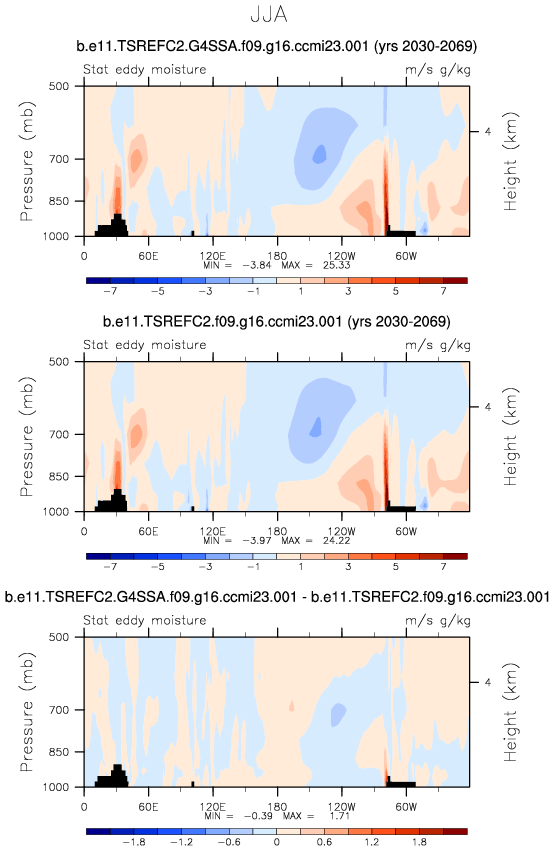 JJA
b.e11.TSREFC2.G4SSA.f09.g16.ccmi23.001 (yrs 2030-2069)
Stat eddy moisture m/s g/kg
Pressure (mb)
500
700
850
1000
4
Height (km)
0 60E 120E 180 120W 60W
MIN = -3.84 MAX = 25.33
-7 -5 -3 -1 1 3 5 7
b.e11.TSREFC2.f09.g16.ccmi23.001 (yrs 2030-2069)
Stat eddy moisture m/s g/kg
Pressure (mb)
500
700
850
1000
4
Height (km)
0 60E 120E 180 120W 60W
MIN = -3.97 MAX = 24.22
-7 -5 -3 -1 1 3 5 7
b.e11.TSREFC2.G4SSA.f09.g16.ccmi23.001 - b.e11.TSREFC2.f09.g16.ccmi23.001
Stat eddy moisture m/s g/kg
Pressure (mb)
500
700
850
1000
4
Height (km)
0 60E 120E 180 120W 60W
MIN = -0.39 MAX = 1.71
-1.8 -1.2 -0.6 0 0.6 1.2 1.8